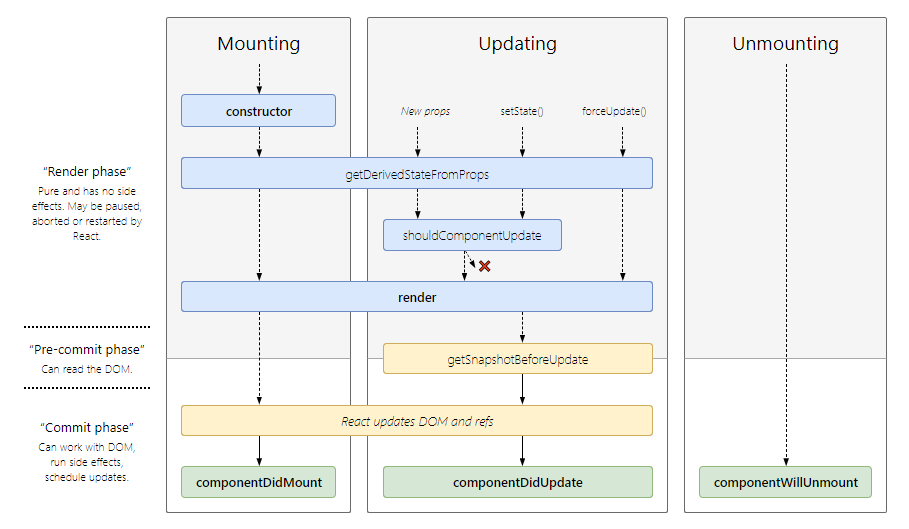 Mounting
Updating
Unmounting
constructor
New props
setState()
forceUpdate()
“Render phase”
Pure and has no side
effects. May be paused,
aborted or restarted by
React.
getDerivedStateFromProps
shouldComponentUpdate
render
“Pre-commit phase”
Can read the DOM.
getSnapshotBeforeUpdate
“Commit phase”
Can work with DOM,
run side effects,
schedule updates.
React updates DOM and refs
componentDidMount
componentDidUpdate
componentWillUnmount